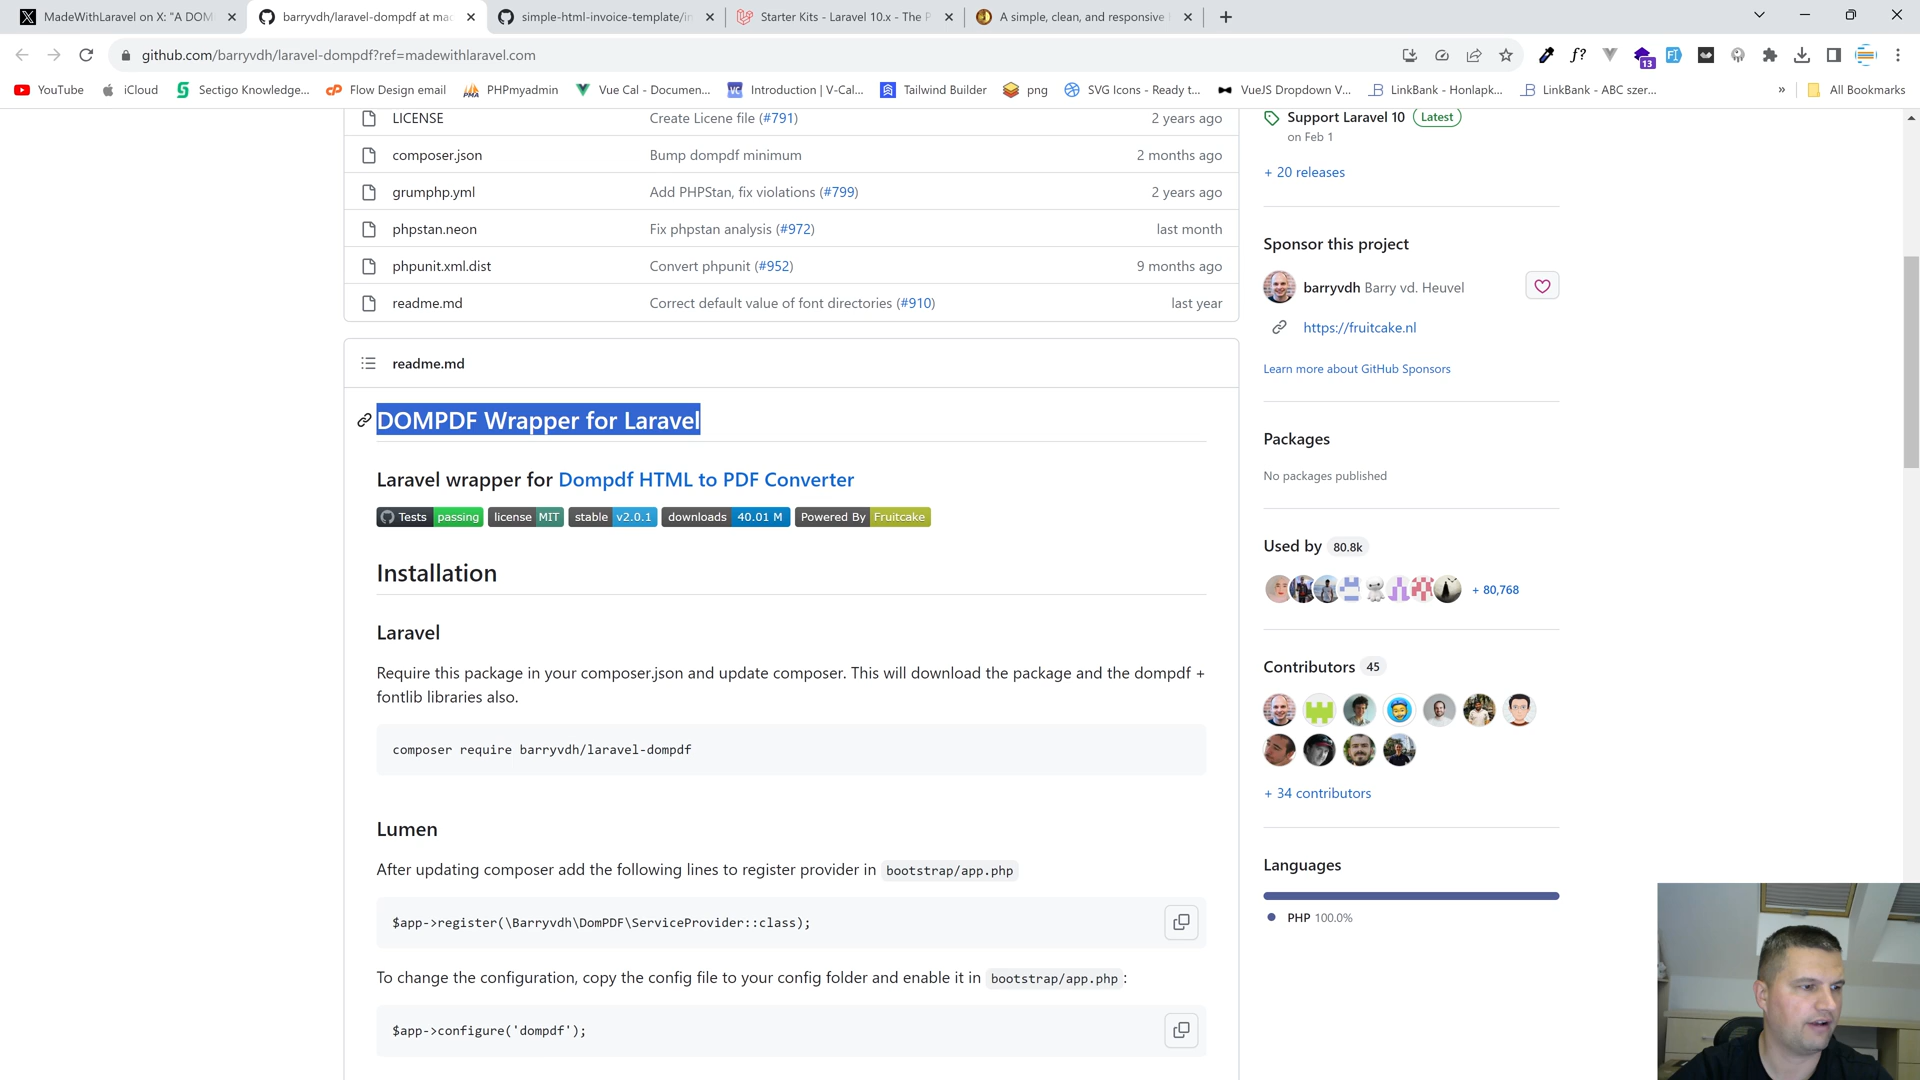 MadeWithLaravel on X: "A DOM
barryvdh/laravel-dompdf at ma
simple-html-invoice-template/in
Starter Kits - Laravel 10.x - The P
A simple, clean, and responsive
github.com/barryvdh/laravel-dompdf?ref=madewithlaravel.com
f?
13
YouTube
iCloud
Sectigo Knowledge...
Flow Design email
PHPmyadmin
Vue Cal - Documen...
Introduction | V-Cal...
Tailwind Builder
png
SVG Icons - Ready t...
VueJS Dropdown V...
LinkBank - Honlapk...
LinkBank - ABC szer...
»
All Bookmarks
LICENSE Create Licene file (#791) 2 years ago
composer.json Bump dompdf minimum 2 months ago
grumphp.yml Add PHPStan, fix violations (#799) 2 years ago
phpstan.neon Fix phpstan analysis (#972) last month
phpunit.xml.dist Convert phpunit (#952) 9 months ago
readme.md Correct default value of font directories (#910) last year
readme.md
DOMPDF Wrapper for Laravel
Laravel wrapper for Dompdf HTML to PDF Converter
Tests passing license MIT stable v2.0.1 downloads 40.01 M Powered By Fruitcake
Installation
Laravel
Require this package in your composer.json and update composer. This will download the package and the dompdf +
fontlib libraries also.
composer require barryvdh/laravel-dompdf
Lumen
After updating composer add the following lines to register provider in bootstrap/app.php
$app->register(\Barryvdh\DomPDF\ServiceProvider::class);
To change the configuration, copy the config file to your config folder and enable it in bootstrap/app.php:
$app->configure('dompdf');
Support Laravel 10 Latest
on Feb 1
+ 20 releases
Sponsor this project
barryvdh Barry vd. Heuvel
https://fruitcake.nl
Learn more about GitHub Sponsors
Packages
No packages published
Used by 80.8k
+ 80,768
Contributors 45
+ 34 contributors
Languages
PHP 100.0%